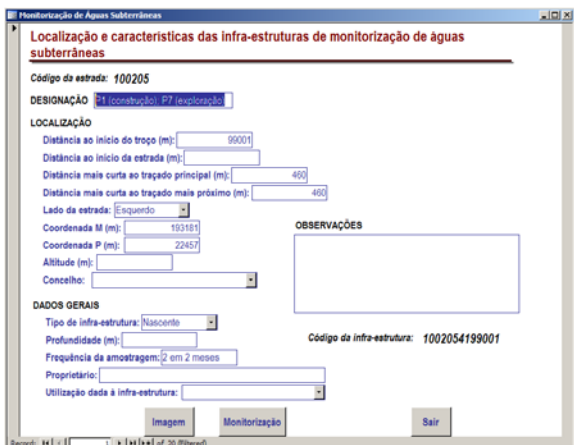 Monitorização de Águas Subterrâneas
Localização e características das infra-estruturas de monitorização de águas
subterrâneas
Código da estrada: 100205
DESIGNAÇÃO P1 (construção); P7 (exploração)
LOCALIZAÇÃO
Distância ao início do troço (m): 99001
Distância ao início da estrada (m):
Distância mais curta ao traçado principal (m): 460
Distância mais curta ao traçado mais próximo (m): 460
Lado da estrada: Esquerdo
Coordenada M (m): 193181
Coordenada P (m): 22457
Altitude (m):
Concelho:
OBSERVAÇÕES
DADOS GERAIS
Tipo de infra-estrutura: Nascente
Profundidade (m):
Frequência da amostragem: 2 em 2 meses
Proprietário:
Utilização dada à infra-estrutura:
Código da infra-estrutura: 1002054199001
Imagem Monitorização Sair
Record: 1 of 20 (Filtered)